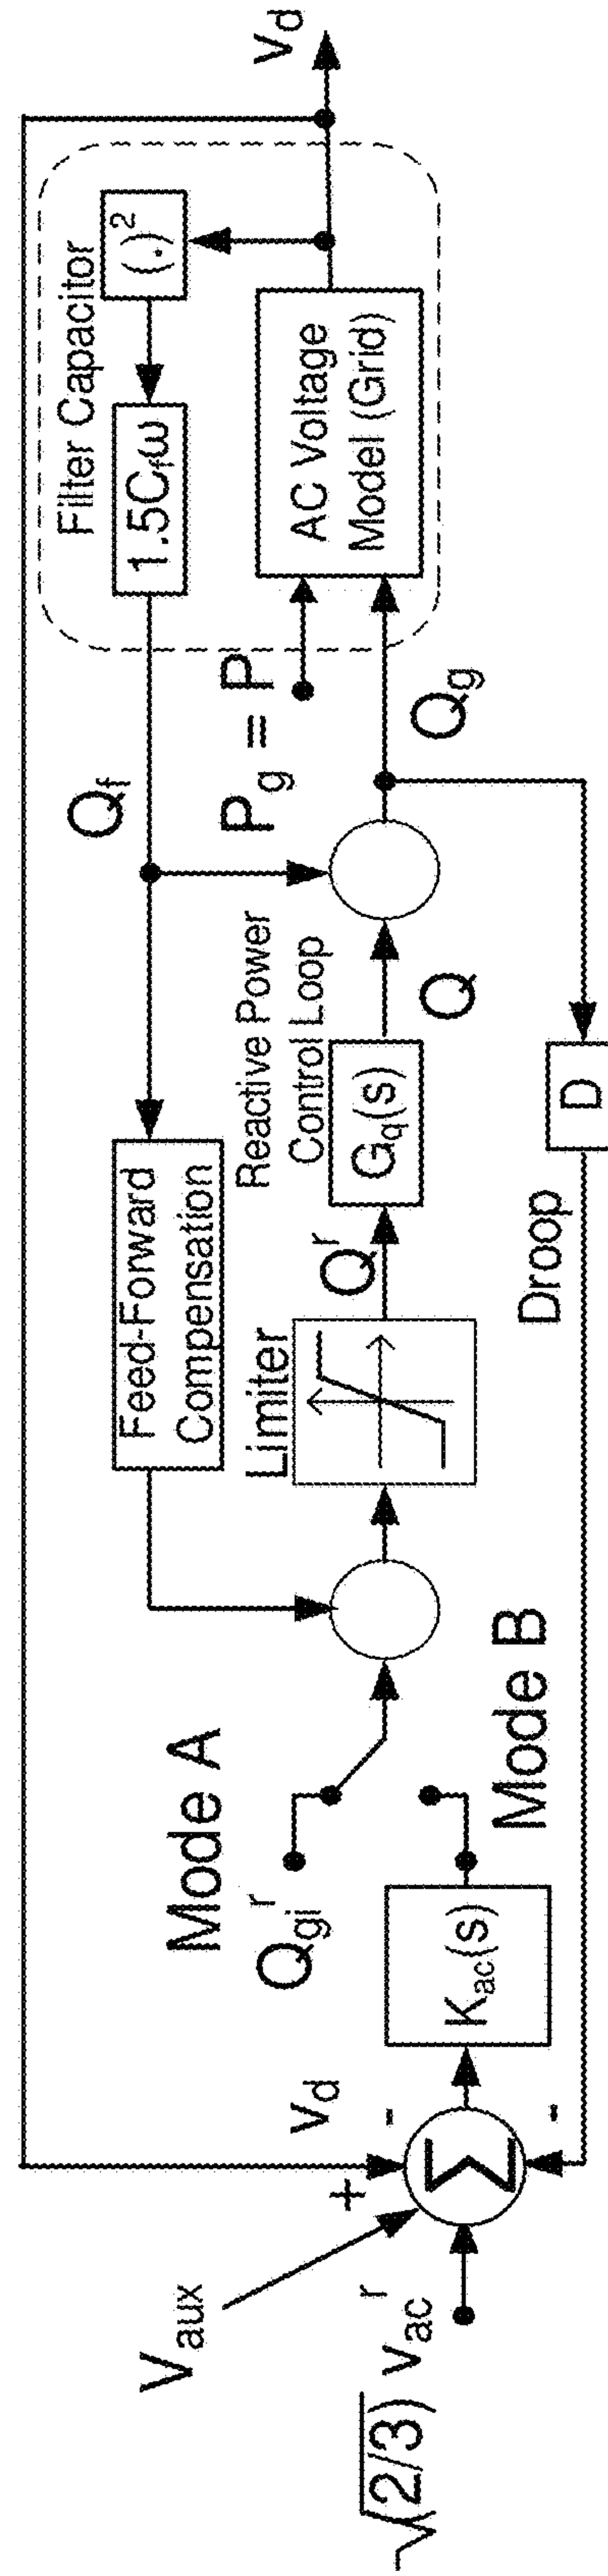 V_aux
√(2/3) v_ac^r
+
v_d
-
-
Σ
K_ac(s)
Mode A
Q_gi^r
Mode B
Feed-Forward
Compensation
Limiter
Q^r
Reactive Power
Control Loop
G_q(s)
Q
Q_f
P_g = P
Q_g
Droop
D
Filter Capacitor
1.5C_fω
(.)^2
AC Voltage
Model (Grid)
v_d